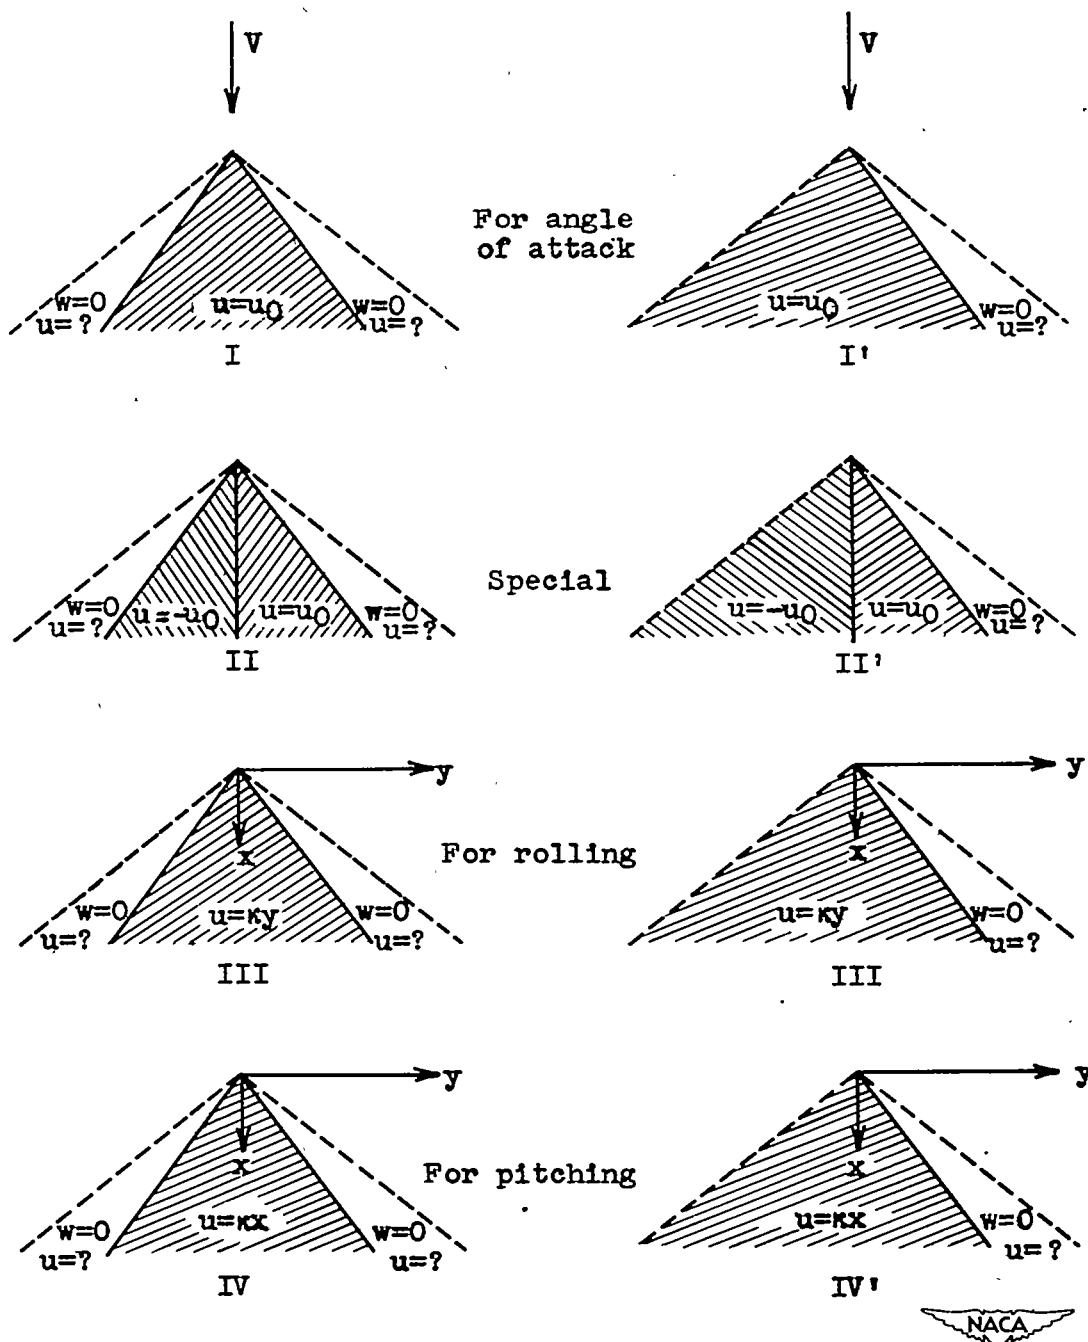 V V
For angle
of attack
w=0 u=u₀ w=0 u=u₀ w=0
u=? u=? u=?
I I'
Special
w=0 u=-u₀ u=u₀ w=0 u=-u₀ u=u₀ w=0
u=? u=? u=?
II II'
y y
x x
For rolling
w=0 u=κy w=0 u=κy w=0
u=? u=? u=?
III III
y y
x x
For pitching
w=0 u=κx w=0 u=κx w=0
u=? u=? u=?
IV IV'
NACA